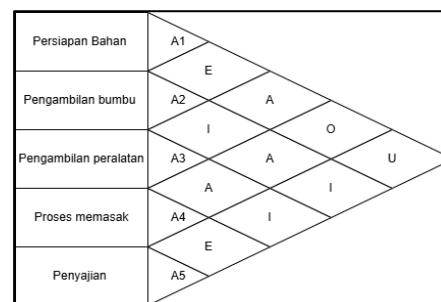 Persiapan Bahan
A1
E
Pengambilan bumbu
A2
A
I
O
Pengambilan peralatan
A3
A
U
A
I
Proses memasak
A4
I
E
Penyajian
A5